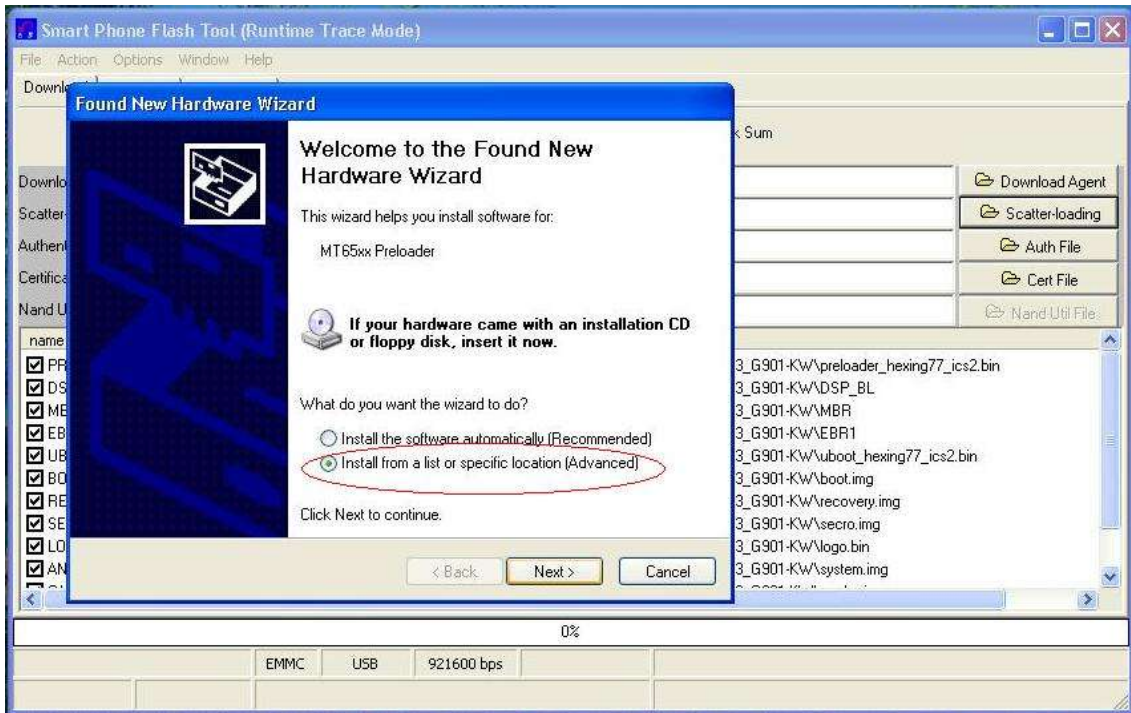 Smart Phone Flash Tool (Runtime Trace Mode)
File Action Options Window Help
Found New Hardware Wizard
Welcome to the Found New
Hardware Wizard
This wizard helps you install software for:
MT65xx Preloader
If your hardware came with an installation CD
or floppy disk, insert it now.
What do you want the wizard to do?
Install the software automatically (Recommended)
Install from a list or specific location (Advanced)
Click Next to continue.
< Back Next > Cancel
Sum
Download Agent
Scatter-loading
Auth File
Cert File
Nand Util File
name
3_G901-KW\preloader_hexing77_ics2.bin
3_G901-KW\DSP_BL
3_G901-KW\MBR
3_G901-KW\EBR1
3_G901-KW\uboot_hexing77_ics2.bin
3_G901-KW\boot.img
3_G901-KW\recovery.img
3_G901-KW\secro.img
3_G901-KW\logo.bin
3_G901-KW\system.img
0%
EMMC USB 921600 bps